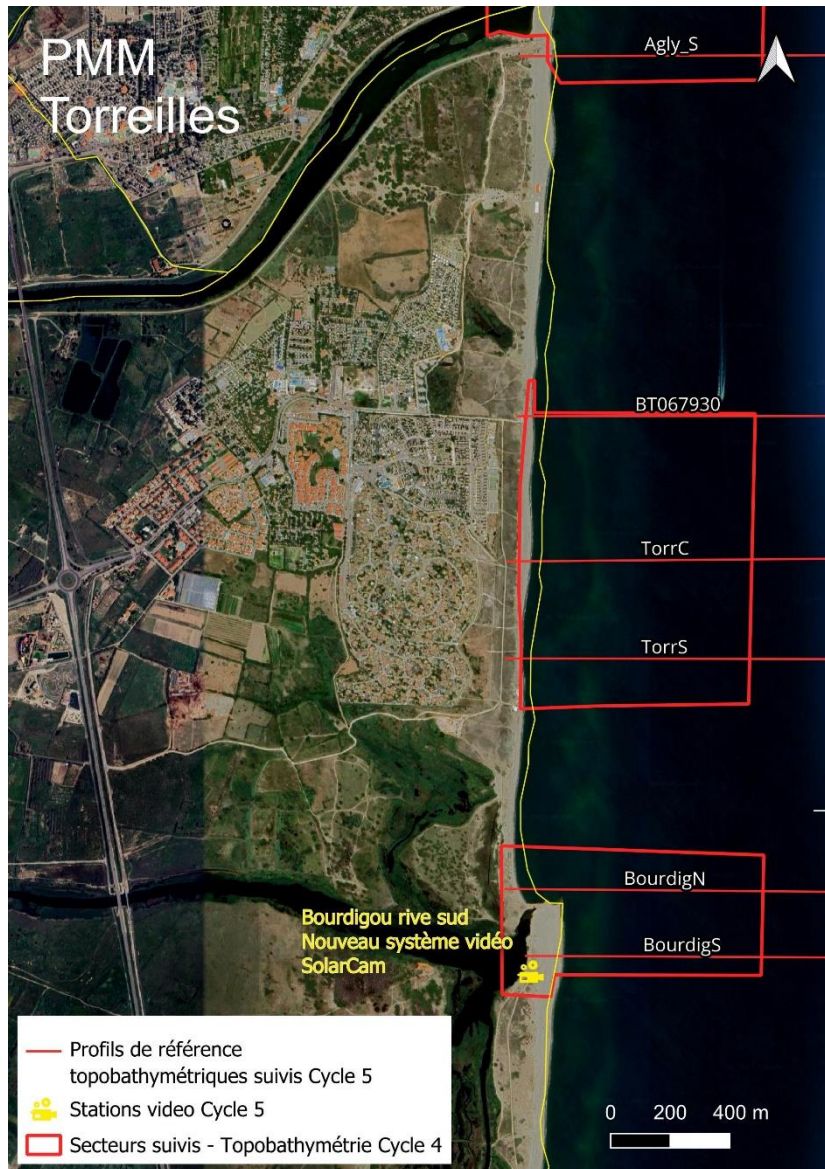 PMM
Torreilles
Agly_S
BT067930
TorrC
TorrS
BourdigN
BourdigS
Bourdigou rive sud
Nouveau système vidéo
SolarCam
Profils de référence
topobathymétriques suivis Cycle 5
Stations video Cycle 5
Secteurs suivis - Topobathymétrie Cycle 4
0 200 400 m